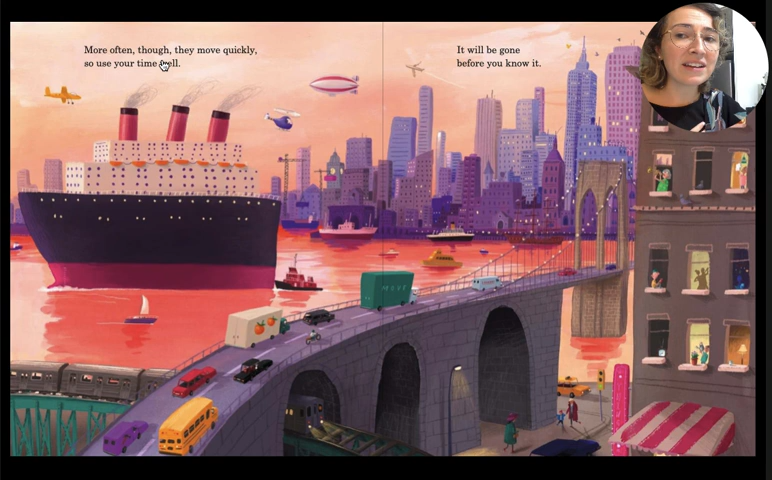 More often, though, they move quickly,
so use your time well.
It will be gone
before you know it.
MOVE